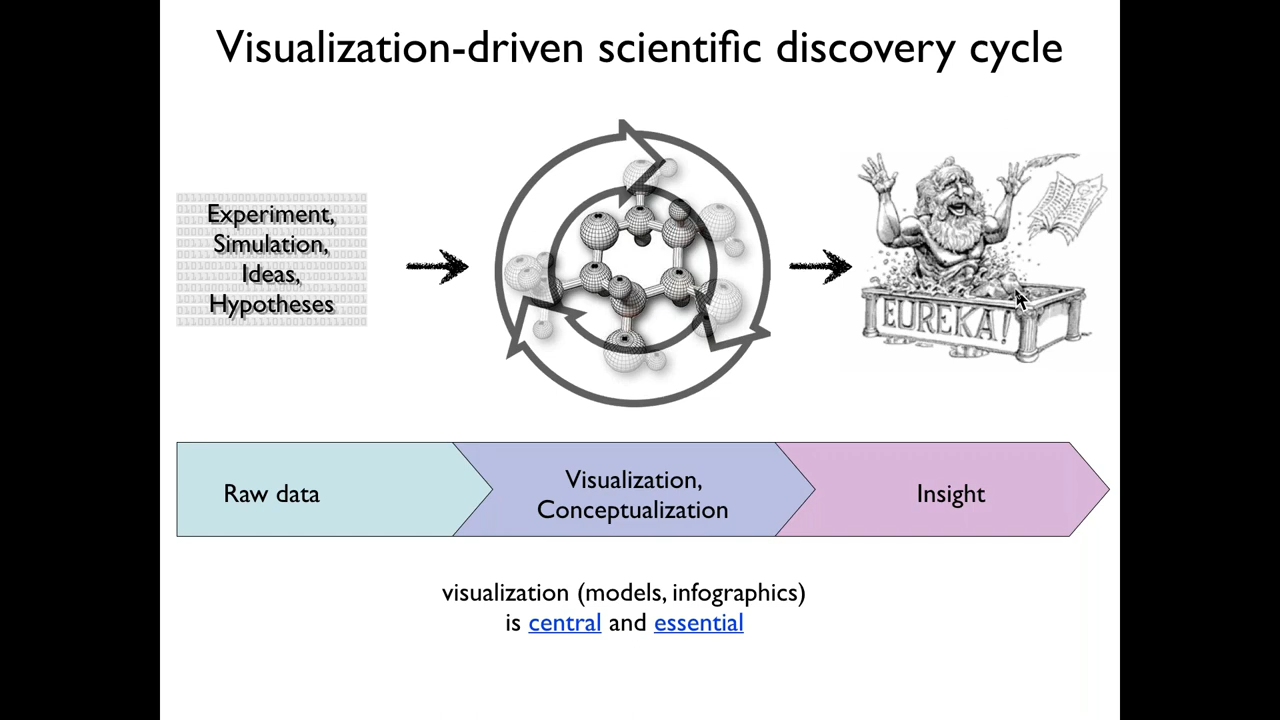 Visualization-driven scientific discovery cycle
Experiment,
Simulation,
Ideas,
Hypotheses
EUREKA!
Raw data
Visualization,
Conceptualization
Insight
visualization (models, infographics)
is central and essential